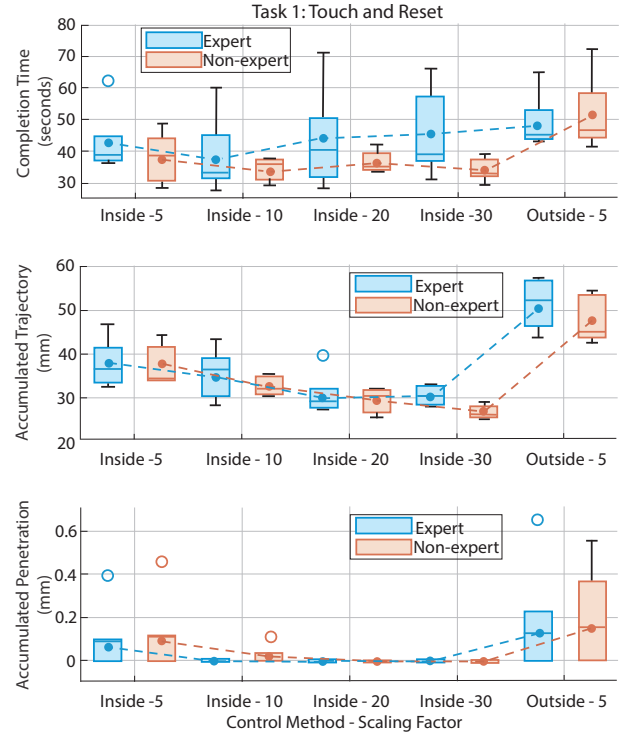 Task 1: Touch and Reset
Completion Time
(seconds)
80
70
60
50
40
30
Expert
Non-expert
Inside -5
Inside - 10
Inside - 20
Inside -30
Outside - 5
Accumulated Trajectory
(mm)
60
50
40
30
20
Expert
Non-expert
Inside -5
Inside - 10
Inside - 20
Inside -30
Outside - 5
Accumulated Penetration
(mm)
0.6
0.4
0.2
0
Expert
Non-expert
Inside -5
Inside - 10
Inside - 20
Inside -30
Outside - 5
Control Method - Scaling Factor